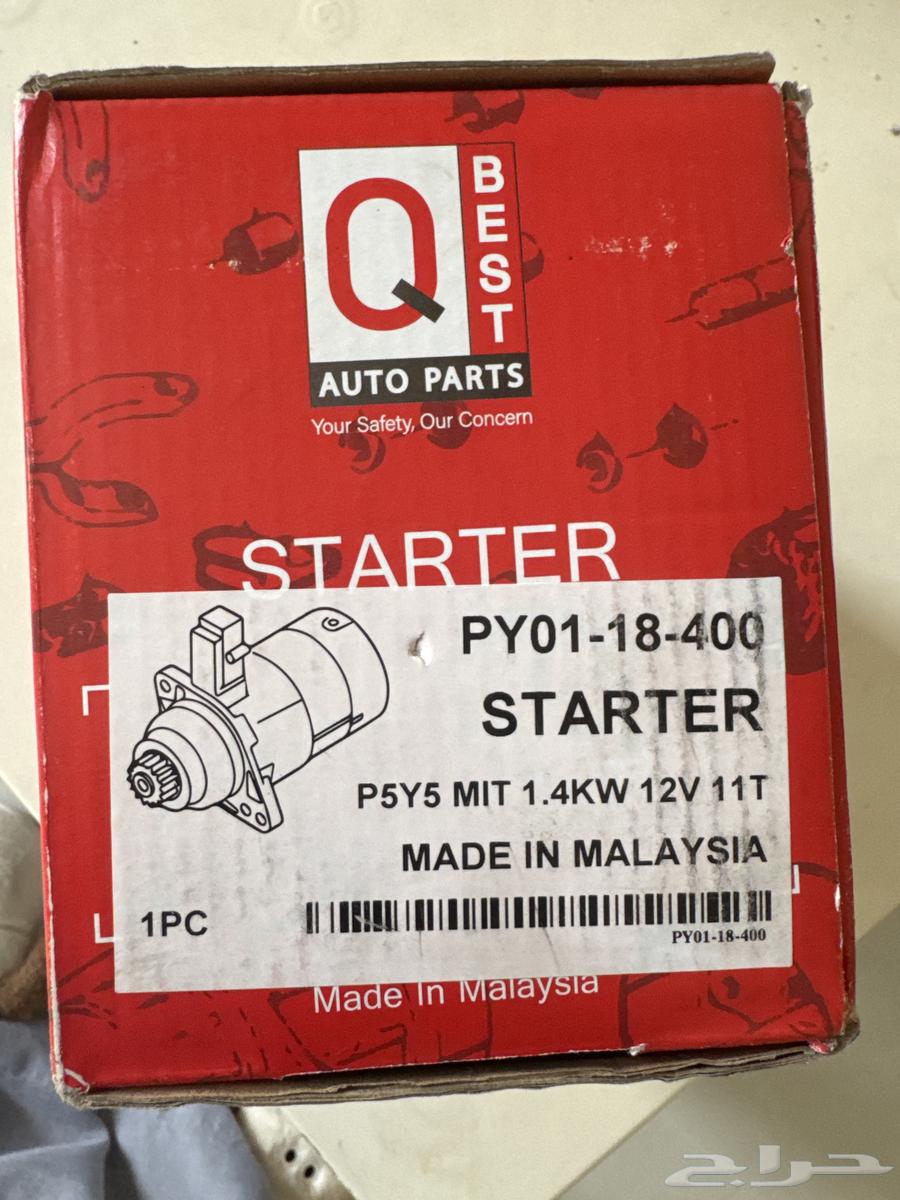 Q
BEST
AUTO PARTS
Your Safety, Our Concern
STARTER
PY01-18-400
STARTER
P5Y5 MIT 1.4KW 12V 11T
MADE IN MALAYSIA
1PC
PY01-18-400
Made In Malaysia
حراج